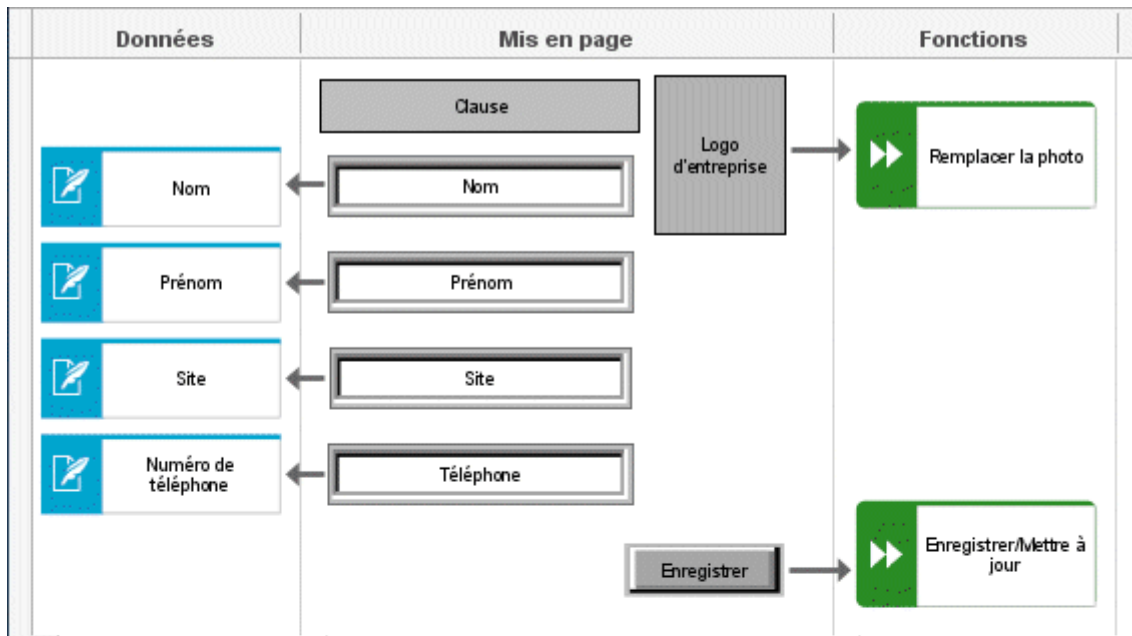 Données
Mis en page
Fonctions
Clause
Logo
d'entreprise
Remplacer la photo
Nom
Nom
Prénom
Prénom
Site
Site
Numéro de
téléphone
Téléphone
Enregistrer
Enregistrer/Mettre à
jour